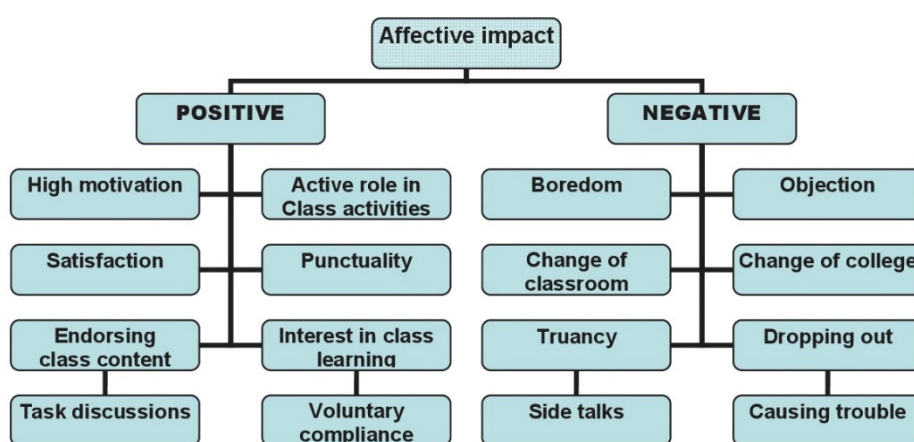 Affective impact
POSITIVE
NEGATIVE
High motivation
Active role in
Class activities
Boredom
Objection
Satisfaction
Punctuality
Change of
classroom
Change of college
Endorsing
class content
Interest in class
learning
Truancy
Dropping out
Task discussions
Voluntary
compliance
Side talks
Causing trouble